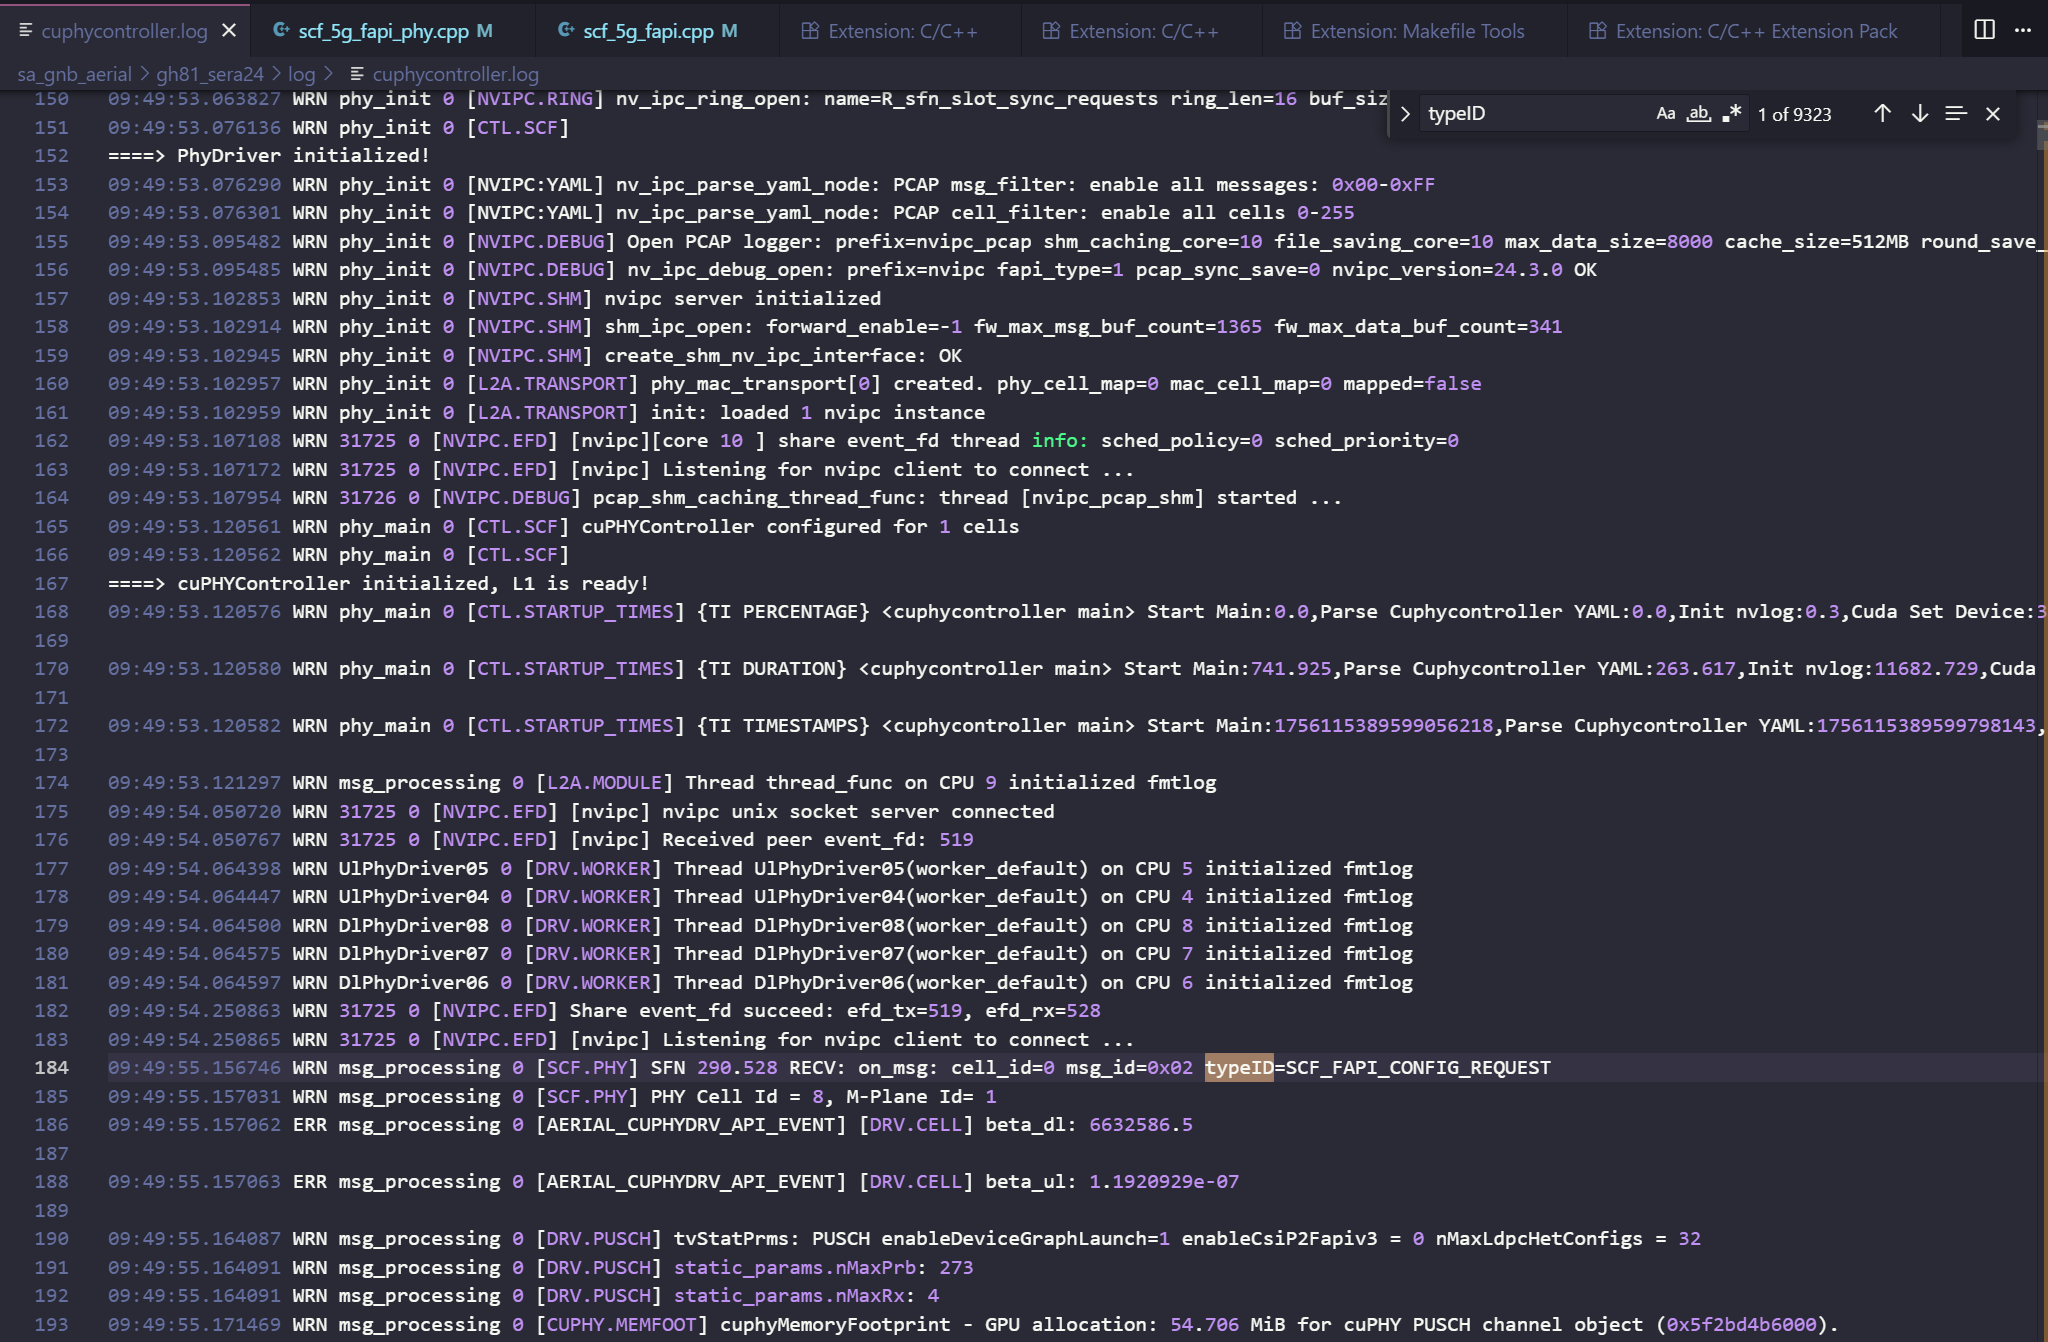 cuphycontroller.log scf_5g_fapi_phy.cpp M scf_5g_fapi.cpp M Extension: C/C++ Extension: C/C++ Extension: Makefile Tools Extension: C/C++ Extension Pack
sa_gnb_aerial > gh81_sera24 > log > cuphycontroller.log
typeID Aa ab .* 1 of 9323
150 09:49:53.063827 WRN phy_init 0 [NVIPC.RING] nv_ipc_ring_open: name=R_sfn_slot_sync_requests ring_len=16 buf_siz
151 09:49:53.076136 WRN phy_init 0 [CTL.SCF]
152 ====> PhyDriver initialized!
153 09:49:53.076290 WRN phy_init 0 [NVIPC:YAML] nv_ipc_parse_yaml_node: PCAP msg_filter: enable all messages: 0x00-0xFF
154 09:49:53.076301 WRN phy_init 0 [NVIPC:YAML] nv_ipc_parse_yaml_node: PCAP cell_filter: enable all cells 0-255
155 09:49:53.095482 WRN phy_init 0 [NVIPC.DEBUG] Open PCAP logger: prefix=nvipc_pcap shm_caching_core=10 file_saving_core=10 max_data_size=8000 cache_size=512MB round_save_
156 09:49:53.095485 WRN phy_init 0 [NVIPC.DEBUG] nv_ipc_debug_open: prefix=nvipc fapi_type=1 pcap_sync_save=0 nvipc_version=24.3.0 OK
157 09:49:53.102853 WRN phy_init 0 [NVIPC.SHM] nvipc server initialized
158 09:49:53.102914 WRN phy_init 0 [NVIPC.SHM] shm_ipc_open: forward_enable=-1 fw_max_msg_buf_count=1365 fw_max_data_buf_count=341
159 09:49:53.102945 WRN phy_init 0 [NVIPC.SHM] create_shm_nv_ipc_interface: OK
160 09:49:53.102957 WRN phy_init 0 [L2A.TRANSPORT] phy_mac_transport[0] created. phy_cell_map=0 mac_cell_map=0 mapped=false
161 09:49:53.102959 WRN phy_init 0 [L2A.TRANSPORT] init: loaded 1 nvipc instance
162 09:49:53.107108 WRN 31725 0 [NVIPC.EFD] [nvipc][core 10 ] share event_fd thread info: sched_policy=0 sched_priority=0
163 09:49:53.107172 WRN 31725 0 [NVIPC.EFD] [nvipc] Listening for nvipc client to connect ...
164 09:49:53.107954 WRN 31726 0 [NVIPC.DEBUG] pcap_shm_caching_thread_func: thread [nvipc_pcap_shm] started ...
165 09:49:53.120561 WRN phy_main 0 [CTL.SCF] cuPHYController configured for 1 cells
166 09:49:53.120562 WRN phy_main 0 [CTL.SCF]
167 ====> cuPHYController initialized, L1 is ready!
168 09:49:53.120576 WRN phy_main 0 [CTL.STARTUP_TIMES] {TI PERCENTAGE} <cuphycontroller main> Start Main:0.0,Parse Cuphycontroller YAML:0.0,Init nvlog:0.3,Cuda Set Device:3
169
170 09:49:53.120580 WRN phy_main 0 [CTL.STARTUP_TIMES] {TI DURATION} <cuphycontroller main> Start Main:741.925,Parse Cuphycontroller YAML:263.617,Init nvlog:11682.729,Cuda
171
172 09:49:53.120582 WRN phy_main 0 [CTL.STARTUP_TIMES] {TI TIMESTAMPS} <cuphycontroller main> Start Main:1756115389599056218,Parse Cuphycontroller YAML:1756115389599798143,
173
174 09:49:53.121297 WRN msg_processing 0 [L2A.MODULE] Thread thread_func on CPU 9 initialized fmtlog
175 09:49:54.050720 WRN 31725 0 [NVIPC.EFD] [nvipc] nvipc unix socket server connected
176 09:49:54.050767 WRN 31725 0 [NVIPC.EFD] [nvipc] Received peer event_fd: 519
177 09:49:54.064398 WRN UlPhyDriver05 0 [DRV.WORKER] Thread UlPhyDriver05(worker_default) on CPU 5 initialized fmtlog
178 09:49:54.064447 WRN UlPhyDriver04 0 [DRV.WORKER] Thread UlPhyDriver04(worker_default) on CPU 4 initialized fmtlog
179 09:49:54.064500 WRN DlPhyDriver08 0 [DRV.WORKER] Thread DlPhyDriver08(worker_default) on CPU 8 initialized fmtlog
180 09:49:54.064575 WRN DlPhyDriver07 0 [DRV.WORKER] Thread DlPhyDriver07(worker_default) on CPU 7 initialized fmtlog
181 09:49:54.064597 WRN DlPhyDriver06 0 [DRV.WORKER] Thread DlPhyDriver06(worker_default) on CPU 6 initialized fmtlog
182 09:49:54.250863 WRN 31725 0 [NVIPC.EFD] Share event_fd succeed: efd_tx=519, efd_rx=528
183 09:49:54.250865 WRN 31725 0 [NVIPC.EFD] [nvipc] Listening for nvipc client to connect ...
184 09:49:55.156746 WRN msg_processing 0 [SCF.PHY] SFN 290.528 RECV: on_msg: cell_id=0 msg_id=0x02 typeID=SCF_FAPI_CONFIG_REQUEST
185 09:49:55.157031 WRN msg_processing 0 [SCF.PHY] PHY Cell Id = 8, M-Plane Id= 1
186 09:49:55.157062 ERR msg_processing 0 [AERIAL_CUPHYDRV_API_EVENT] [DRV.CELL] beta_dl: 6632586.5
187
188 09:49:55.157063 ERR msg_processing 0 [AERIAL_CUPHYDRV_API_EVENT] [DRV.CELL] beta_ul: 1.1920929e-07
189
190 09:49:55.164087 WRN msg_processing 0 [DRV.PUSCH] tvStatPrms: PUSCH enableDeviceGraphLaunch=1 enableCsiP2Fapiv3 = 0 nMaxLdpcHetConfigs = 32
191 09:49:55.164091 WRN msg_processing 0 [DRV.PUSCH] static_params.nMaxPrb: 273
192 09:49:55.164091 WRN msg_processing 0 [DRV.PUSCH] static_params.nMaxRx: 4
193 09:49:55.171469 WRN msg_processing 0 [CUPHY.MEMFOOT] cuphyMemoryFootprint - GPU allocation: 54.706 MiB for cuPHY PUSCH channel object (0x5f2bd4b6000).